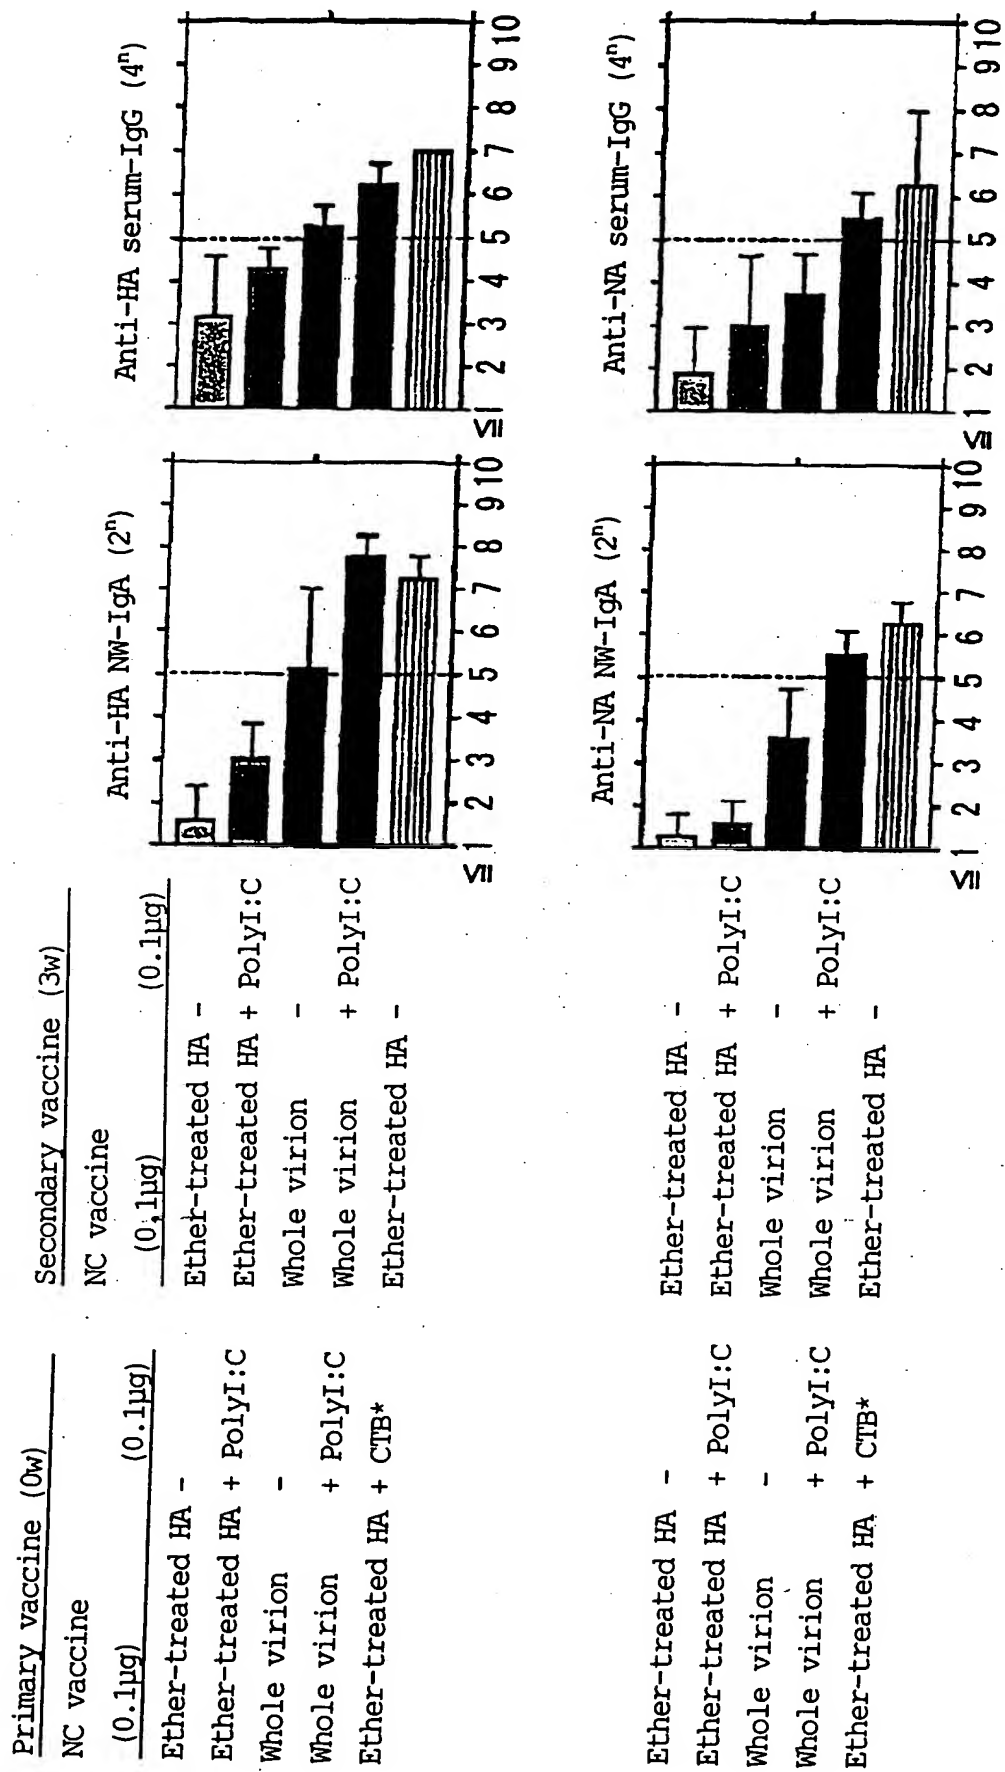 Primary vaccine (0w) Secondary vaccine (3w)
NC vaccine NC vaccine Anti-HA NW-IgA (2ⁿ) Anti-HA serum-IgG (4ⁿ)
(0.1μg) (0.1μg) (0.1μg) (0.1μg)
Ether-treated HA - Ether-treated HA -
Ether-treated HA + PolyI:C Ether-treated HA + PolyI:C
Whole virion - Whole virion -
Whole virion + PolyI:C Whole virion + PolyI:C
Ether-treated HA + CTB* Ether-treated HA -
≤1 2 3 4 5 6 7 8 9 10 ≤1 2 3 4 5 6 7 8 9 10
Anti-NA NW-IgA (2ⁿ) Anti-NA serum-IgG (4ⁿ)
Ether-treated HA - Ether-treated HA -
Ether-treated HA + PolyI:C Ether-treated HA + PolyI:C
Whole virion - Whole virion -
Whole virion + PolyI:C Whole virion + PolyI:C
Ether-treated HA + CTB* Ether-treated HA -
≤1 2 3 4 5 6 7 8 9 10 ≤1 2 3 4 5 6 7 8 9 10